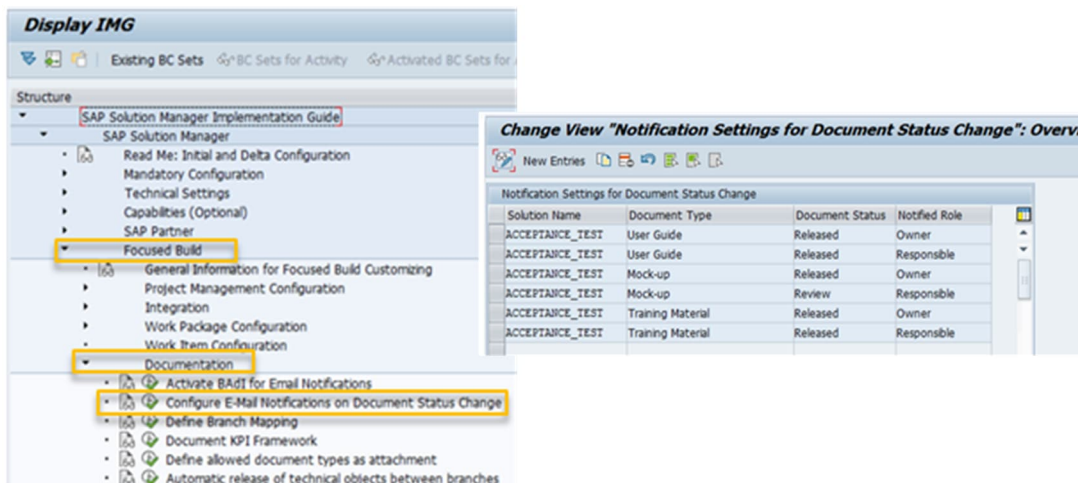 Display IMG
Existing BC Sets BC Sets for Activity Activated BC Sets for
Structure
SAP Solution Manager Implementation Guide
SAP Solution Manager
Read Me: Initial and Delta Configuration
Mandatory Configuration
Technical Settings
Capabilities (Optional)
SAP Partner
Focused Build
General Information for Focused Build Customizing
Project Management Configuration
Integration
Work Package Configuration
Work Item Configuration
Documentation
Activate BAdI for Email Notifications
Configure E-Mail Notifications on Document Status Change
Define Branch Mapping
Document KPI Framework
Define allowed document types as attachment
Automatic release of technical objects between branches
Change View "Notification Settings for Document Status Change": Overv
New Entries
Notification Settings for Document Status Change
Solution Name Document Type Document Status Notified Role
ACCEPTANCE_TEST User Guide Released Owner
ACCEPTANCE_TEST User Guide Released Responsible
ACCEPTANCE_TEST Mock-up Released Owner
ACCEPTANCE_TEST Mock-up Review Responsible
ACCEPTANCE_TEST Training Material Released Owner
ACCEPTANCE_TEST Training Material Released Responsible